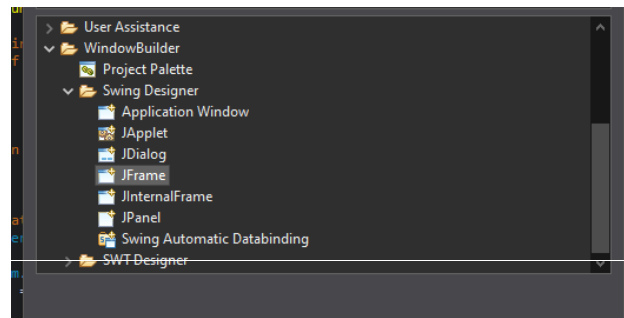 User Assistance
WindowBuilder
Project Palette
Swing Designer
Application Window
JApplet
JDialog
JFrame
JInternalFrame
JPanel
Swing Automatic Databinding
SWT Designer